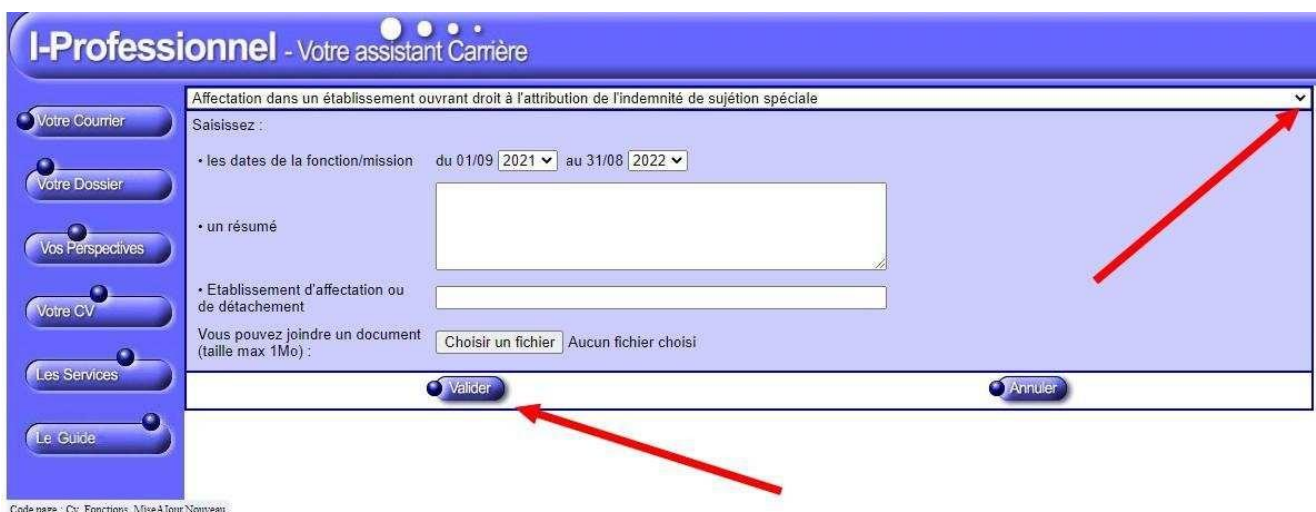 I-Professionnel - Votre assistant Carrière
Votre Courrier
Votre Dossier
Vos Perspectives
Votre CV
Les Services
Le Guide
Affectation dans un établissement ouvrant droit à l'attribution de l'indemnité de sujétion spéciale
Saisissez :
• les dates de la fonction/mission du 01/09 2021 au 31/08 2022
• un résumé
• Etablissement d'affectation ou
de détachement
Vous pouvez joindre un document
(taille max 1Mo) :
Choisir un fichier Aucun fichier choisi
Valider Annuler
Code page : Cv_Fonctions_MiseAJour.Nouveau